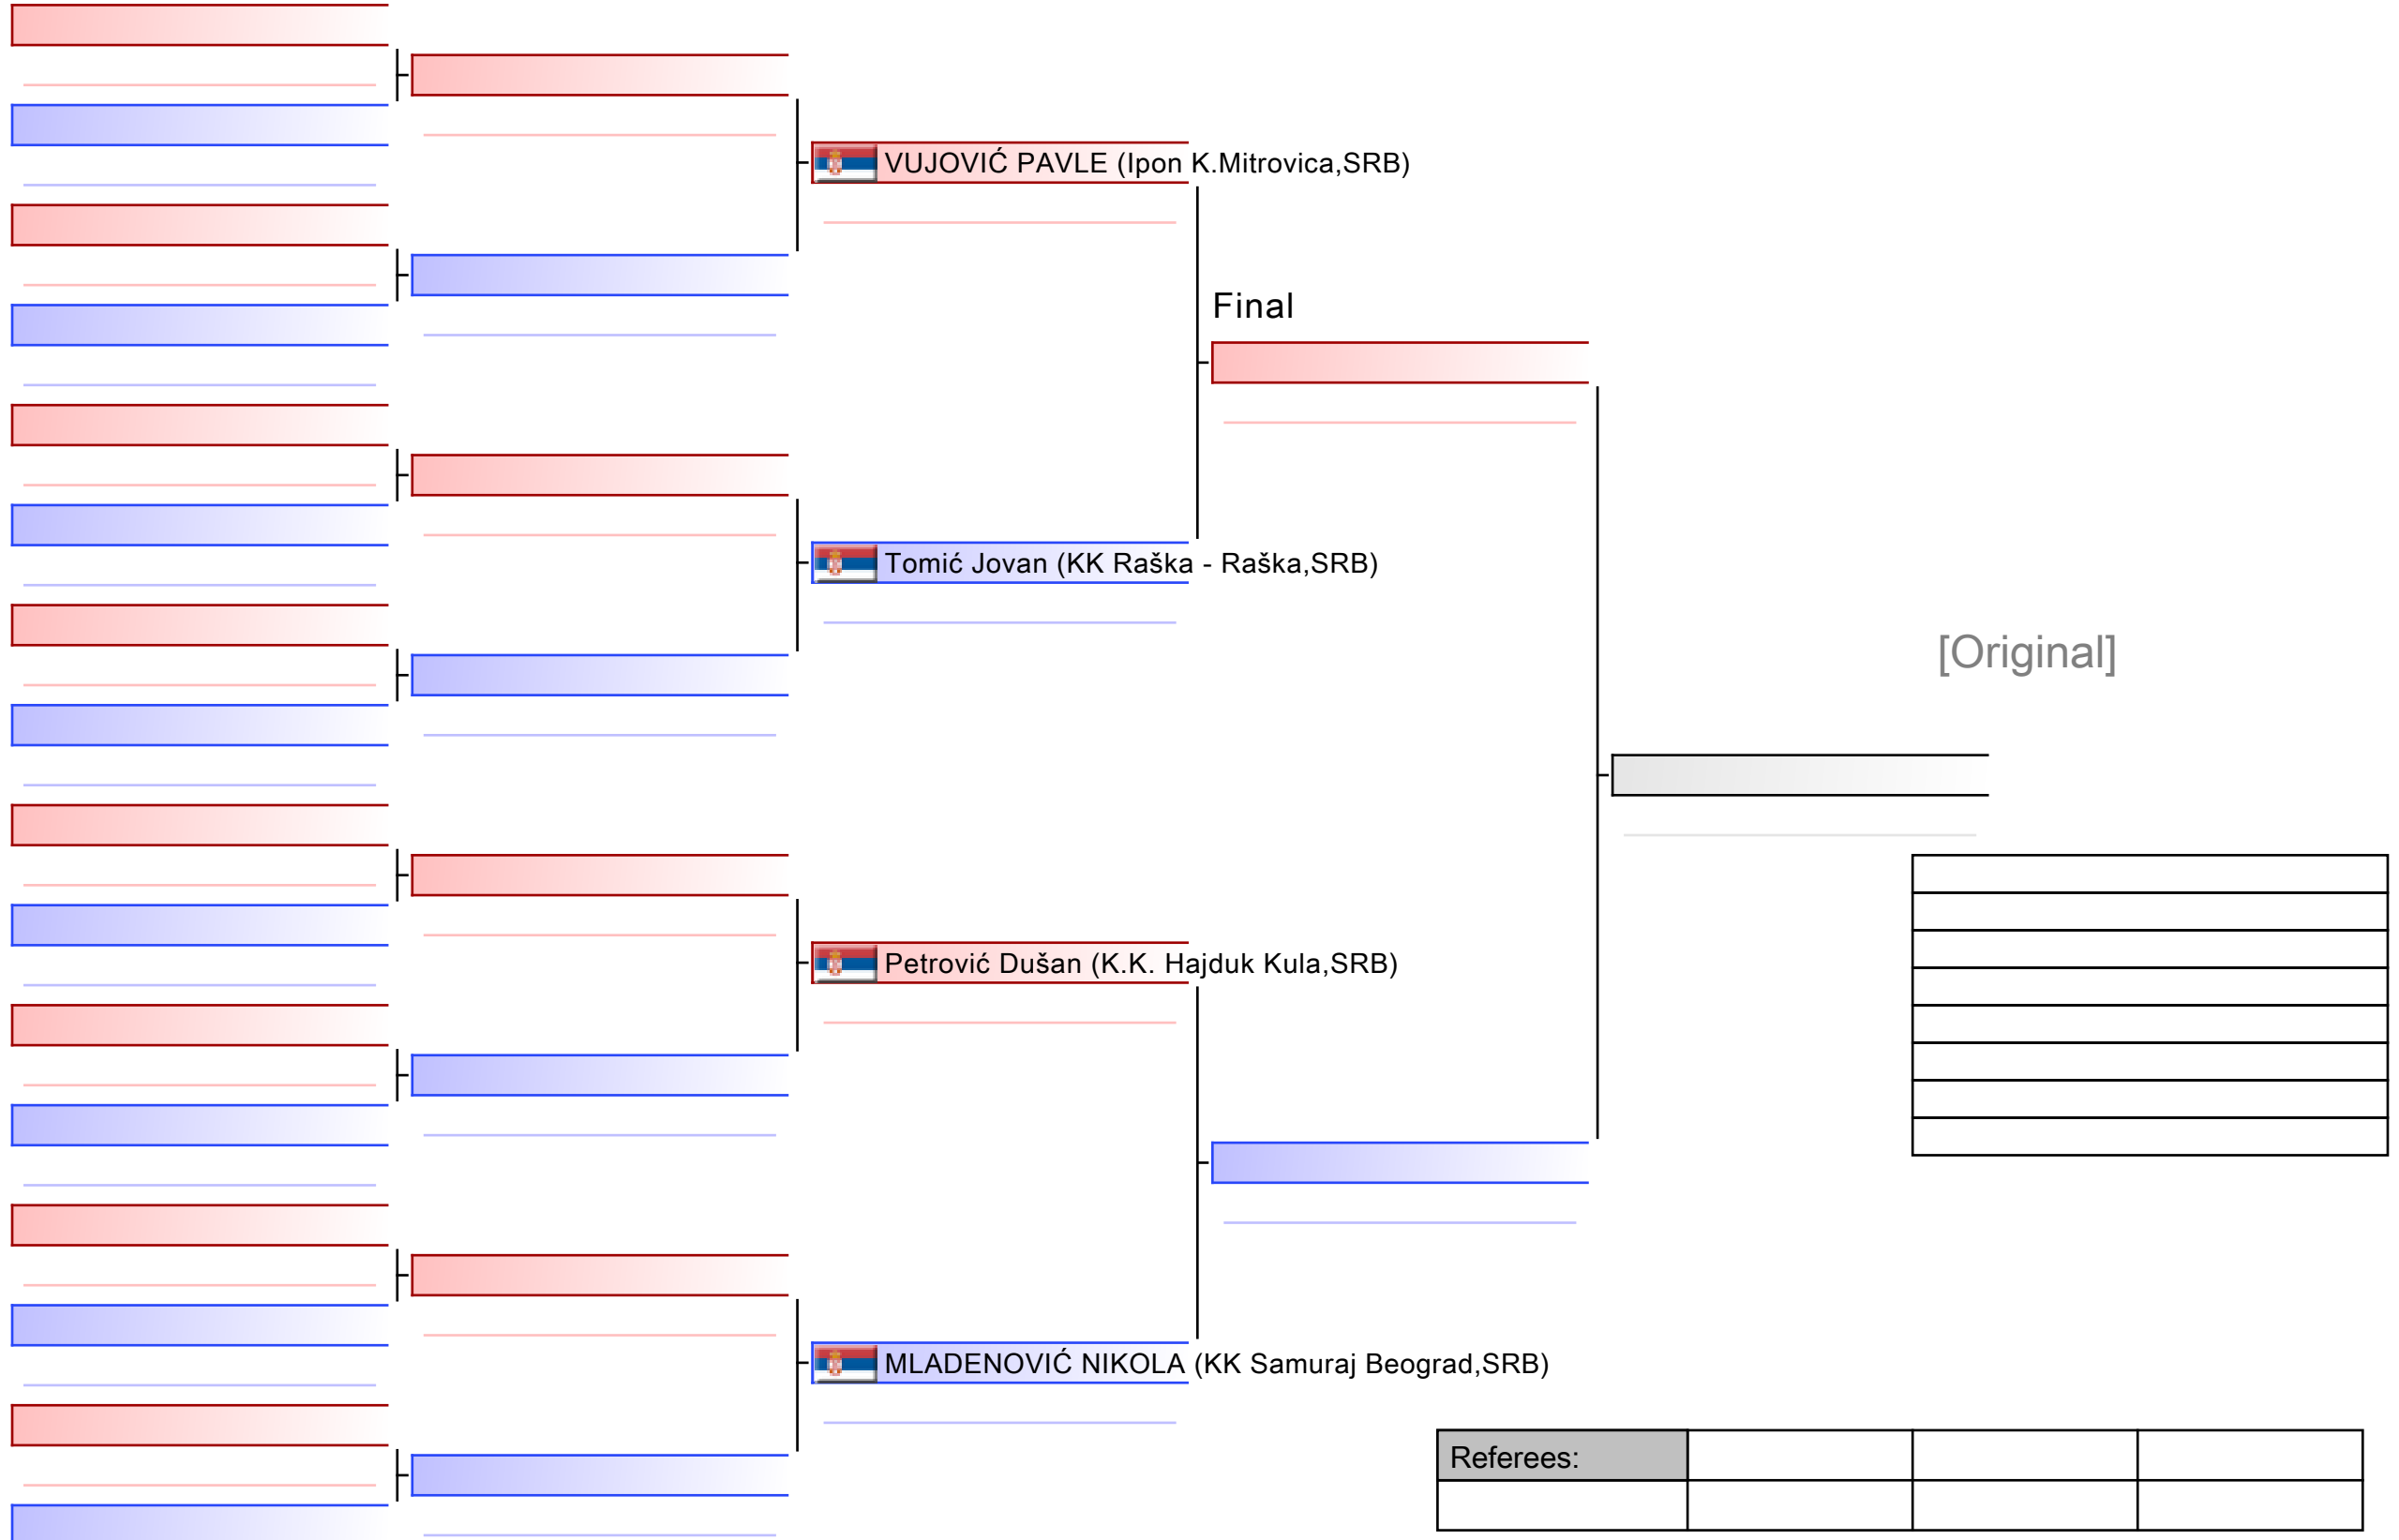 VUJOVIĆ PAVLE (Ipon K.Mitrovica,SRB)
Final
Tomić Jovan (KK Raška - Raška,SRB)
[Original]
Petrović Dušan (K.K. Hajduk Kula,SRB)
MLADENOVIĆ NIKOLA (KK Samuraj Beograd,SRB)
Referees: